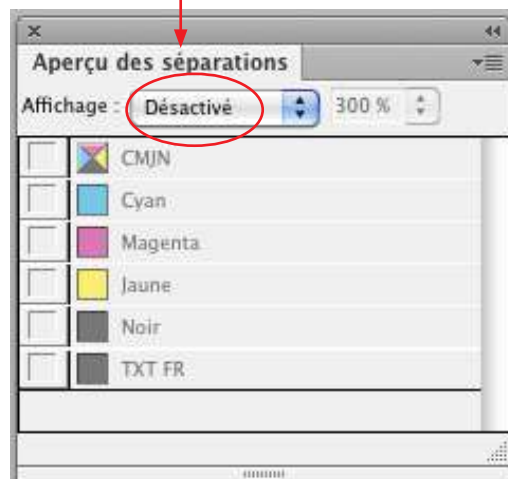 Aperçu des séparations
Affichage : Désactivé 300 %
CMJN
Cyan
Magenta
Jaune
Noir
TXT FR